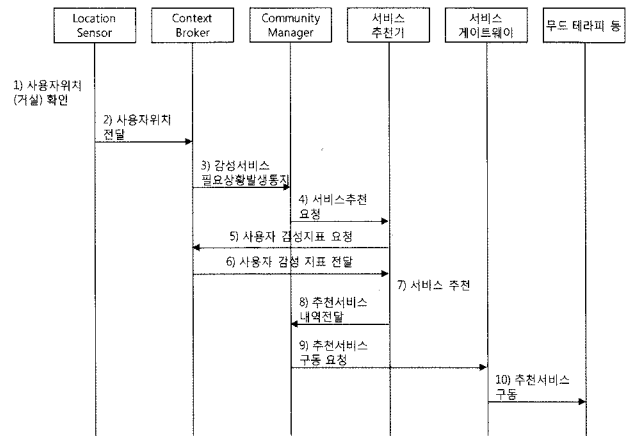 Location
Sensor
Context
Broker
Community
Manager
서비스
추천기
서비스
게이트웨이
무드 테라피 등
1) 사용자위치
(거실) 확인
2) 사용자위치
전달
3) 감성서비스
필요상황발생통지
4) 서비스추천
요청
5) 사용자 감성지표 요청
6) 사용자 감성 지표 전달
7) 서비스 추천
8) 추천서비스
내역전달
9) 추천서비스
구동 요청
10) 추천서비스
구동